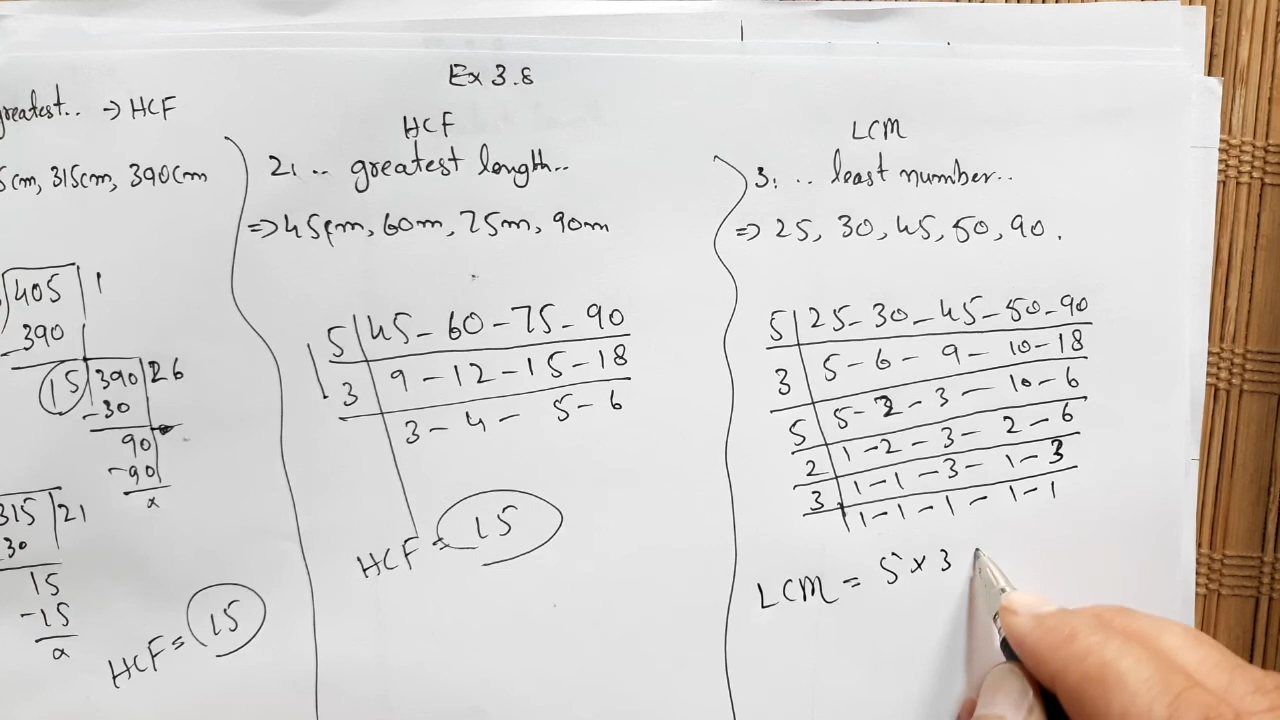 Ex 3.8
greatest.. → HCF
5cm, 315cm, 390cm
405 | 1
390
15 | 390 | 26
-30
90
-90
x
315 | 21
30
15
-15
x
HCF = 15
HCF
2. .. greatest length..
⇒ 45m, 60m, 75m, 90m
5 | 45 - 60 - 75 - 90
3 | 9 - 12 - 15 - 18
3 - 4 - 5 - 6
HCF = 15
LCM
3. .. least number..
⇒ 25, 30, 45, 50, 90.
5 | 25 - 30 - 45 - 50 - 90
3 | 5 - 6 - 9 - 10 - 18
5 | 5 - 2 - 3 - 10 - 6
2 | 1 - 2 - 3 - 2 - 6
3 | 1 - 1 - 3 - 1 - 3
1 - 1 - 1 - 1 - 1
LCM = 5 × 3